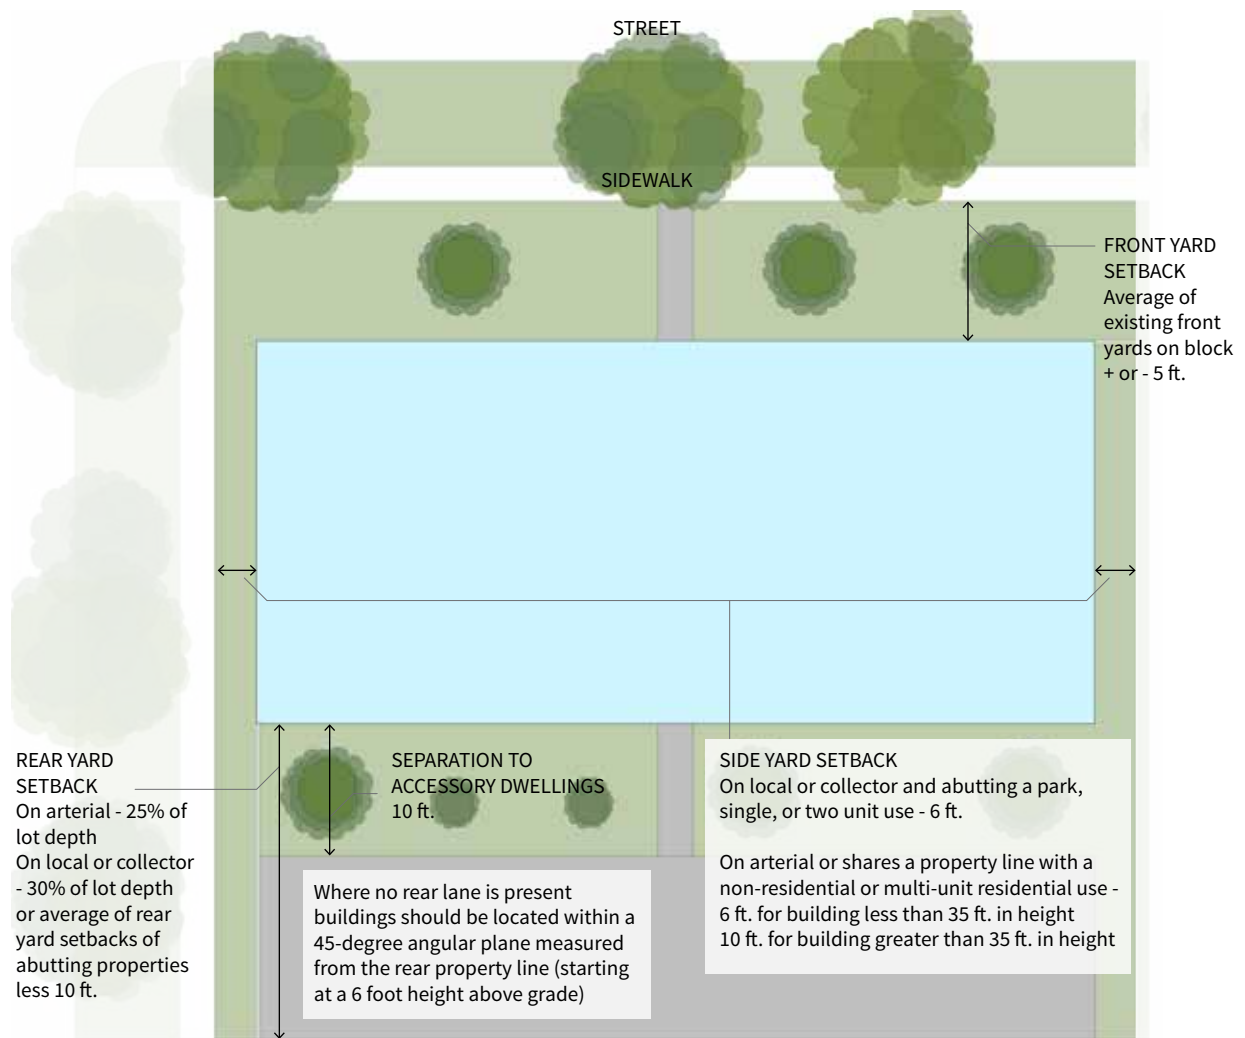 STREET
SIDEWALK
FRONT YARD
SETBACK
Average of
existing front
yards on block
+ or - 5 ft.
REAR YARD
SETBACK
On arterial - 25% of
lot depth
On local or collector
- 30% of lot depth
or average of rear
yard setbacks of
abutting properties
less 10 ft.
SEPARATION TO
ACCESSORY DWELLINGS
10 ft.
Where no rear lane is present
buildings should be located within a
45-degree angular plane measured
from the rear property line (starting
at a 6 foot height above grade)
SIDE YARD SETBACK
On local or collector and abutting a park,
single, or two unit use - 6 ft.
On arterial or shares a property line with a
non-residential or multi-unit residential use -
6 ft. for building less than 35 ft. in height
10 ft. for building greater than 35 ft. in height